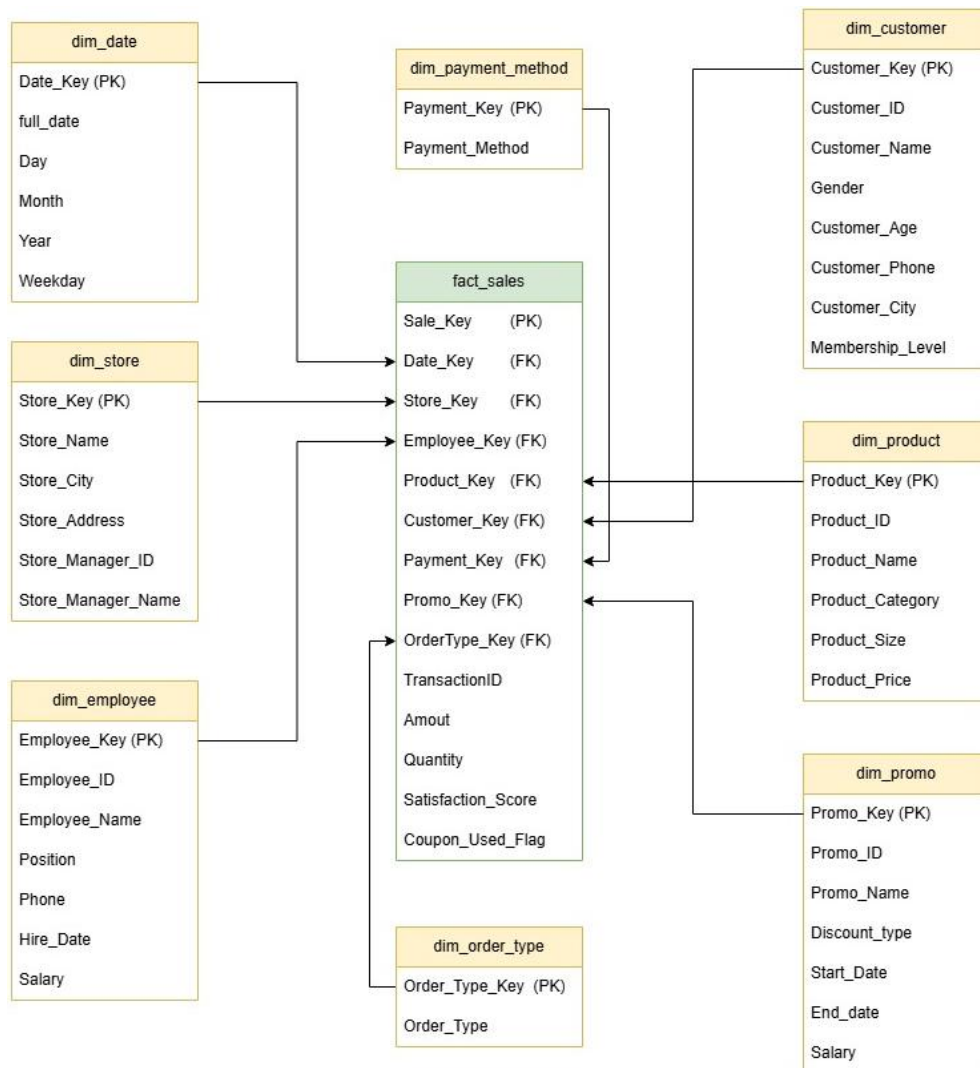 dim_date
Date_Key (PK)
full_date
Day
Month
Year
Weekday
dim_store
Store_Key (PK)
Store_Name
Store_City
Store_Address
Store_Manager_ID
Store_Manager_Name
dim_employee
Employee_Key (PK)
Employee_ID
Employee_Name
Position
Phone
Hire_Date
Salary
dim_payment_method
Payment_Key (PK)
Payment_Method
fact_sales
Sale_Key (PK)
Date_Key (FK)
Store_Key (FK)
Employee_Key (FK)
Product_Key (FK)
Customer_Key (FK)
Payment_Key (FK)
Promo_Key (FK)
OrderType_Key (FK)
TransactionID
Amout
Quantity
Satisfaction_Score
Coupon_Used_Flag
dim_order_type
Order_Type_Key (PK)
Order_Type
dim_customer
Customer_Key (PK)
Customer_ID
Customer_Name
Gender
Customer_Age
Customer_Phone
Customer_City
Membership_Level
dim_product
Product_Key (PK)
Product_ID
Product_Name
Product_Category
Product_Size
Product_Price
dim_promo
Promo_Key (PK)
Promo_ID
Promo_Name
Discount_type
Start_Date
End_date
Salary